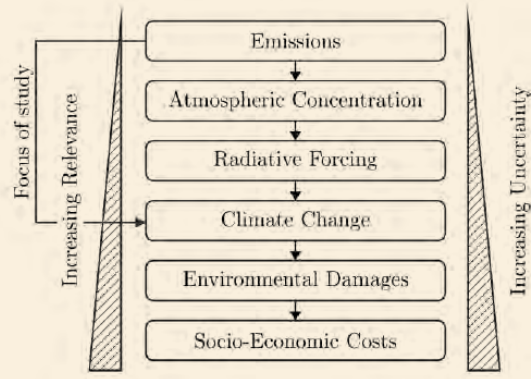 Emissions
Atmospheric Concentration
Radiative Forcing
Climate Change
Environmental Damages
Socio-Economic Costs
Focus of study
Increasing Relevance
Increasing Uncertainty